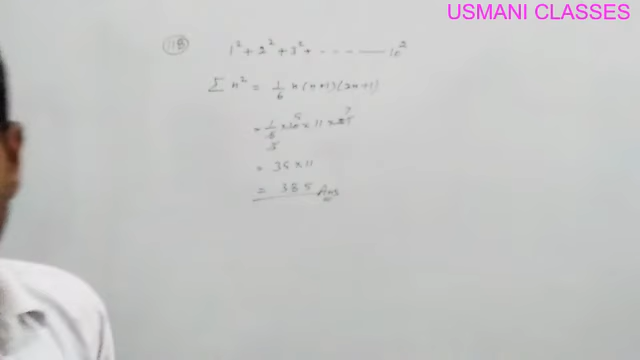 USMANI CLASSES
(118) 1² + 2² + 3² + - - - - — 10²
Σ n² = 1/6 n (n+1) (2n+1)
= 1/6 × 10 × 11 × 21
= 35 × 11
= 385 Ans